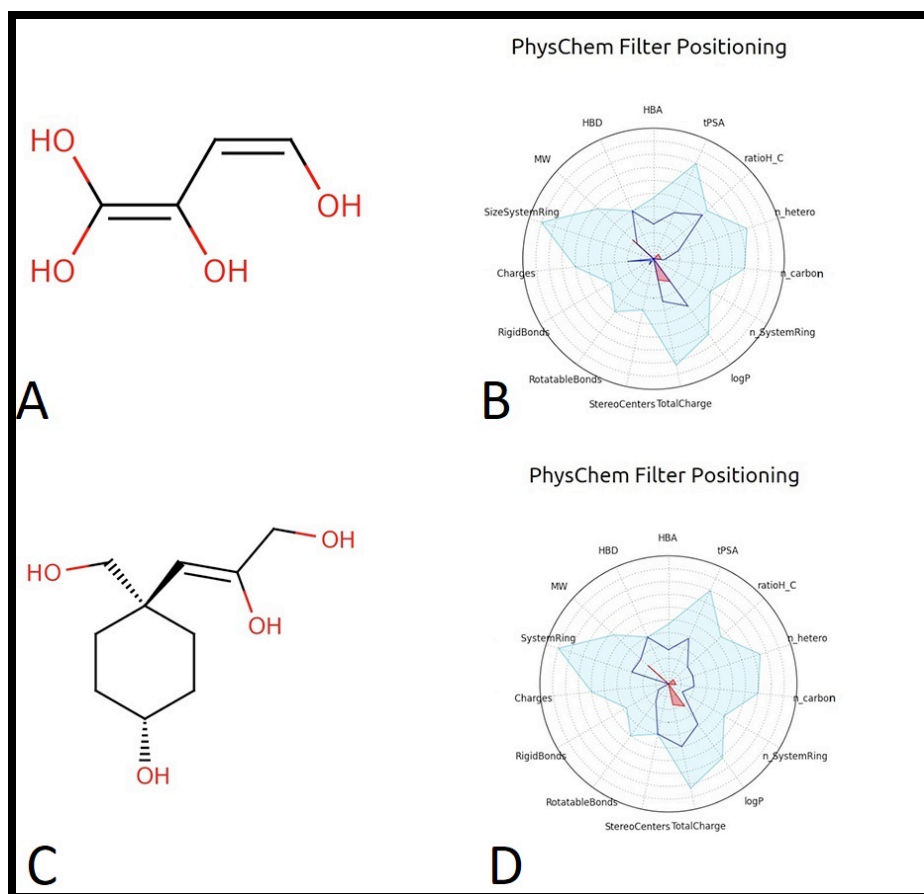 HO
HO
OH
OH
A
PhysChem Filter Positioning
HBA
HBD
tPSA
MW
ratioH_C
SizeSystemRing
n_hetero
Charges
n_carbon
RigidBonds
n_SystemRing
RotatableBonds
logP
StereoCenters
TotalCharge
B
HO
OH
OH
OH
C
PhysChem Filter Positioning
HBA
HBD
tPSA
MW
ratioH_C
SystemRing
n_hetero
Charges
n_carbon
RigidBonds
n_SystemRing
RotatableBonds
logP
StereoCenters
TotalCharge
D